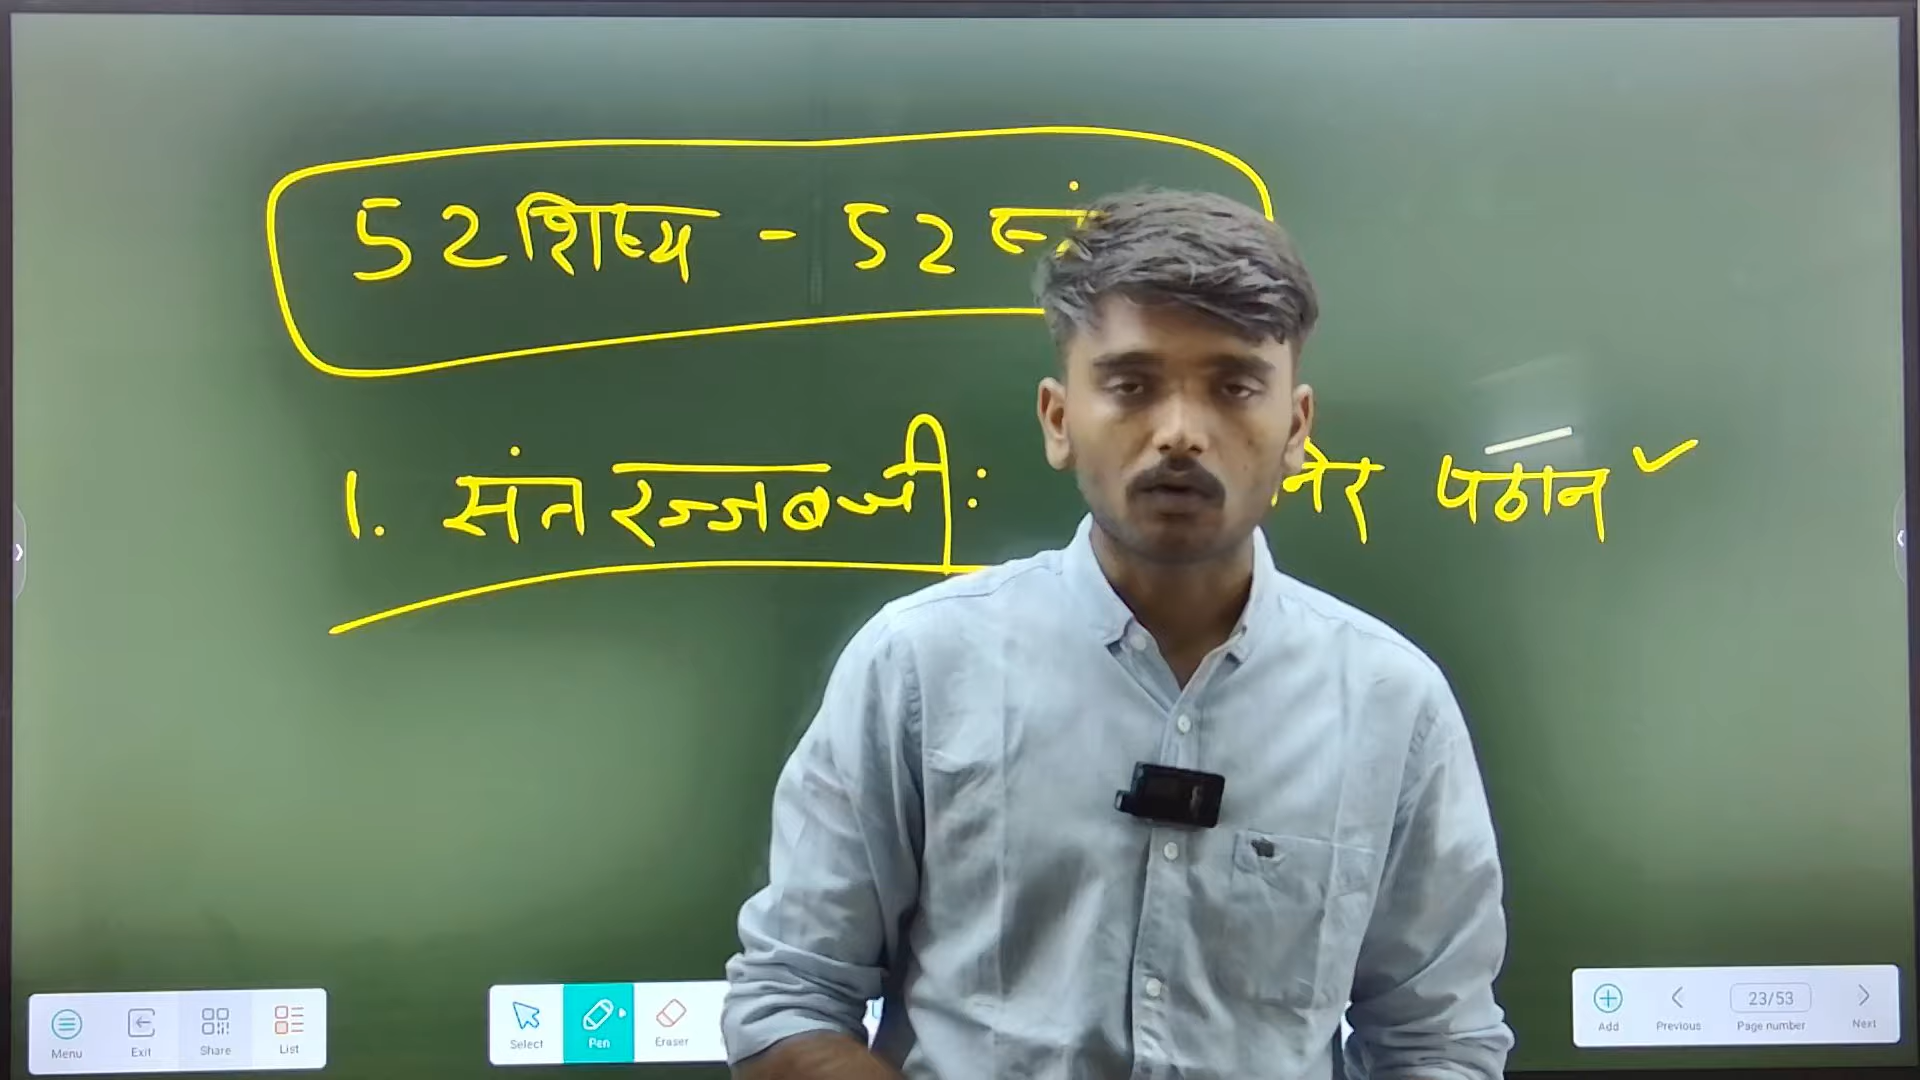 52 शिष्य - 52
1. संत रज्जबजी : पठान ✓
Menu Exit Share List
Select Pen Eraser
Add Previous 23/53 Page number Next